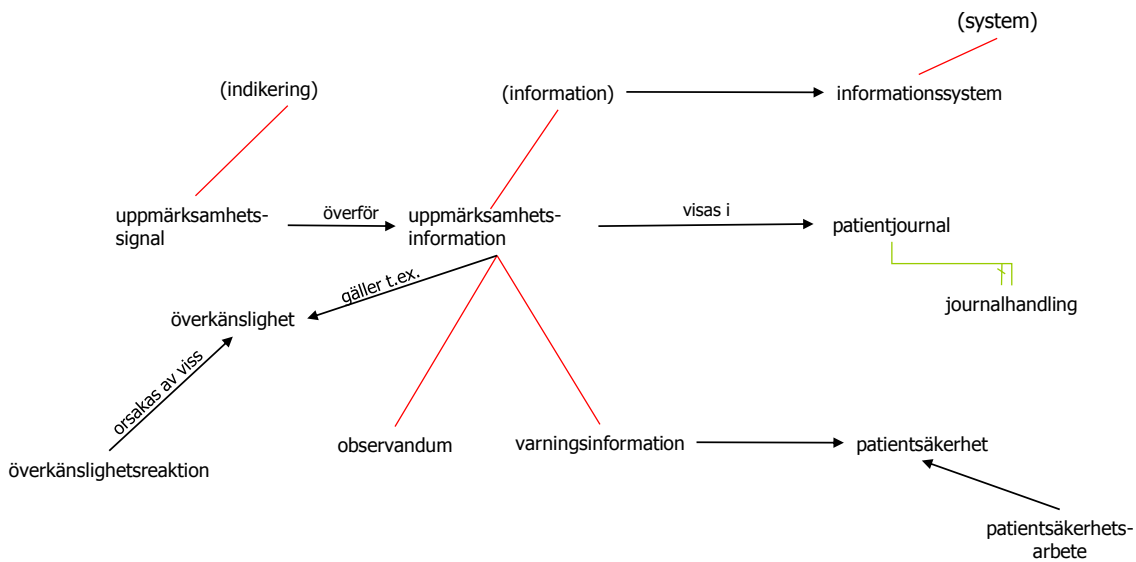 (system)
(indikering)
(information)
informationssystem
uppmärksamhets-
signal
överför
uppmärksamhets-
information
visas i
patientjournal
gäller t.ex.
journalhandling
överkänslighet
orsakas av viss
observandum
varningsinformation
patientsäkerhet
överkänslighetsreaktion
patientsäkerhets-
arbete